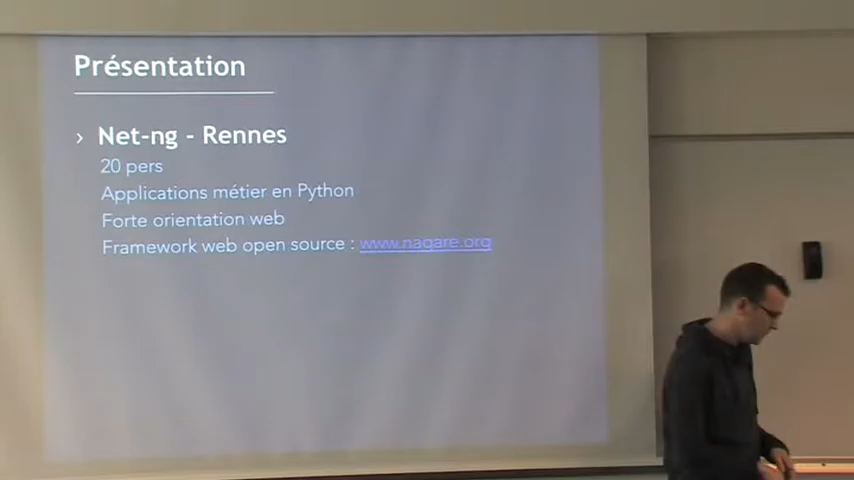 Présentation
› Net-ng - Rennes
20 pers
Applications métier en Python
Forte orientation web
Framework web open source : www.nagare.org